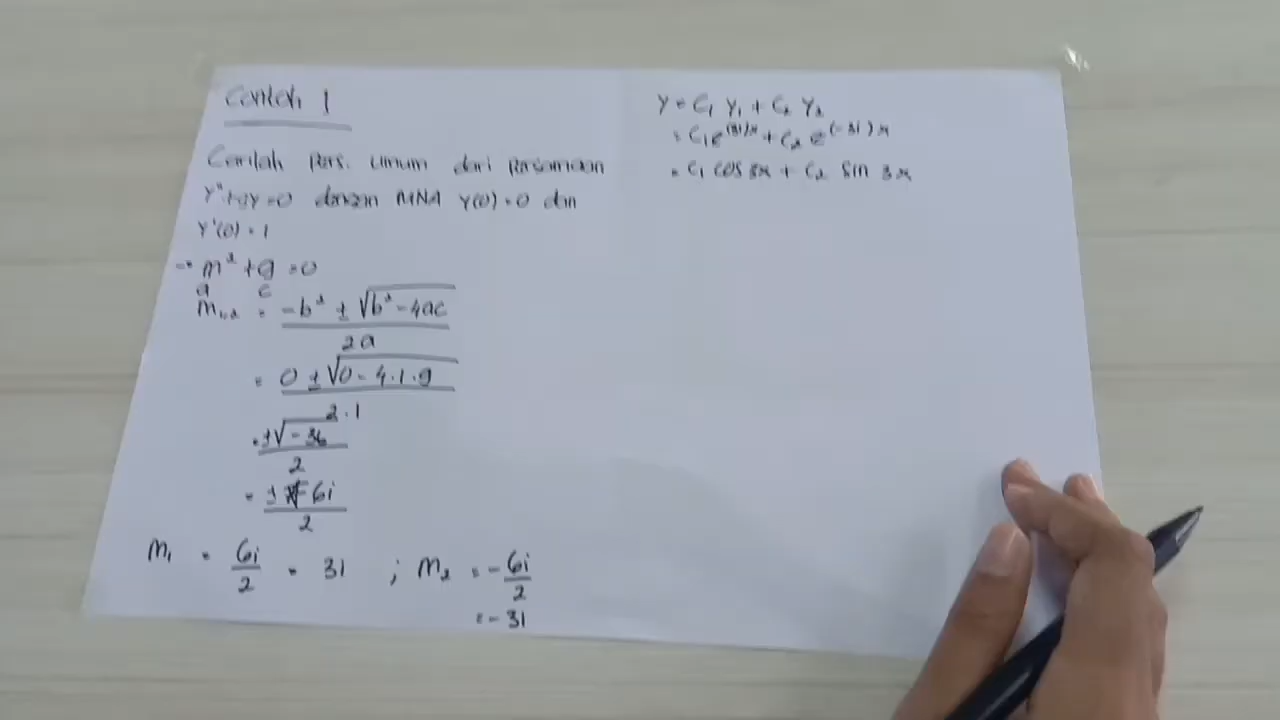 Contoh 1
Carilah pers. umum dari persamaan
y" + 9y = 0 dengan MNA y(0) = 0 dan
y'(0) = 1
→ m² + 9 = 0
a c
m₁,₂ = -b² ± √b² - 4ac
2a
= 0 ± √0 - 4.1.9
2.1
= ± √-36
2
= ± 6i
2
m₁ = 6i = 3i ; m₂ = -6i
2 2
= -3i
y = C₁ y₁ + C₂ y₂
= C₁e^(3i)x + C₂ e^(-3i)x
= C₁ cos 3x + C₂ sin 3x